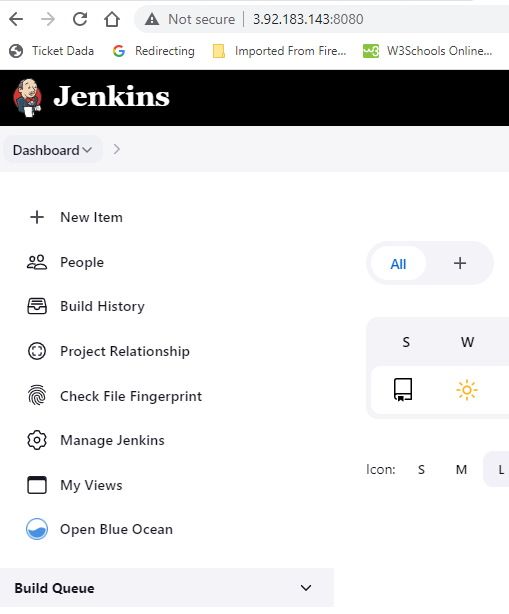 Not secure | 3.92.183.143:8080
Ticket Dada Redirecting Imported From Fire... W3Schools Online...
Jenkins
Dashboard
New Item
People
Build History
Project Relationship
Check File Fingerprint
Manage Jenkins
My Views
Open Blue Ocean
Build Queue
All +
S W
Icon: S M L